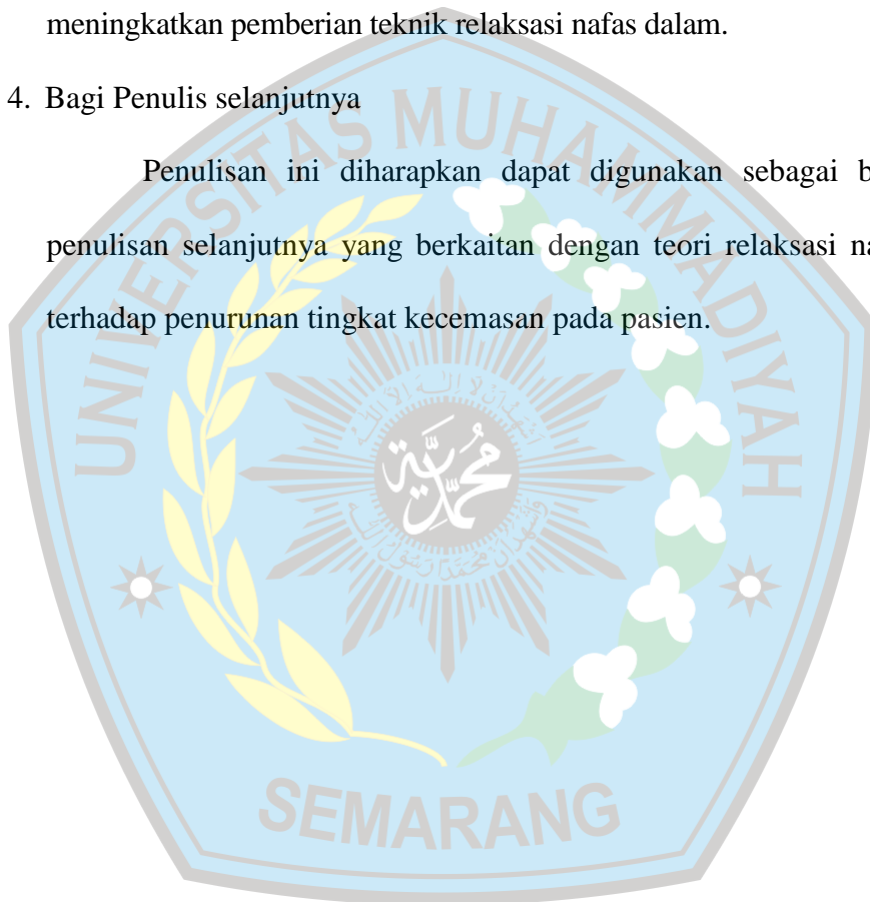 meningkatkan pemberian teknik relaksasi nafas dalam.
4. Bagi Penulis selanjutnya
Penulisan ini diharapkan dapat digunakan sebagai b
penulisan selanjutnya yang berkaitan dengan teori relaksasi na
terhadap penurunan tingkat kecemasan pada pasien.
UNIVERSITAS MUHAMMADIYAH
محمدية
SEMARANG